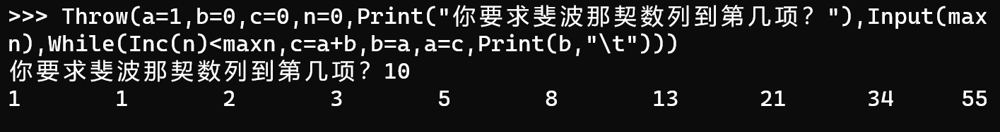 >>> Throw(a=1,b=0,c=0,n=0,Print("你要求斐波那契数列到第几项？"),Input(max
n),While(Inc(n)<maxn,c=a+b,b=a,a=c,Print(b,"\t")))
你要求斐波那契数列到第几项？10
1	1	2	3	5	8	13	21	34	55